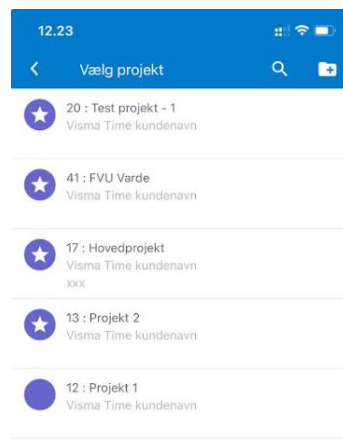 12.23
Vælg projekt
20 : Test projekt - 1
Visma Time kundenavn
41 : FVU Varde
Visma Time kundenavn
17 : Hovedprojekt
Visma Time kundenavn
xxx
13 : Projekt 2
Visma Time kundenavn
12 : Projekt 1
Visma Time kundenavn